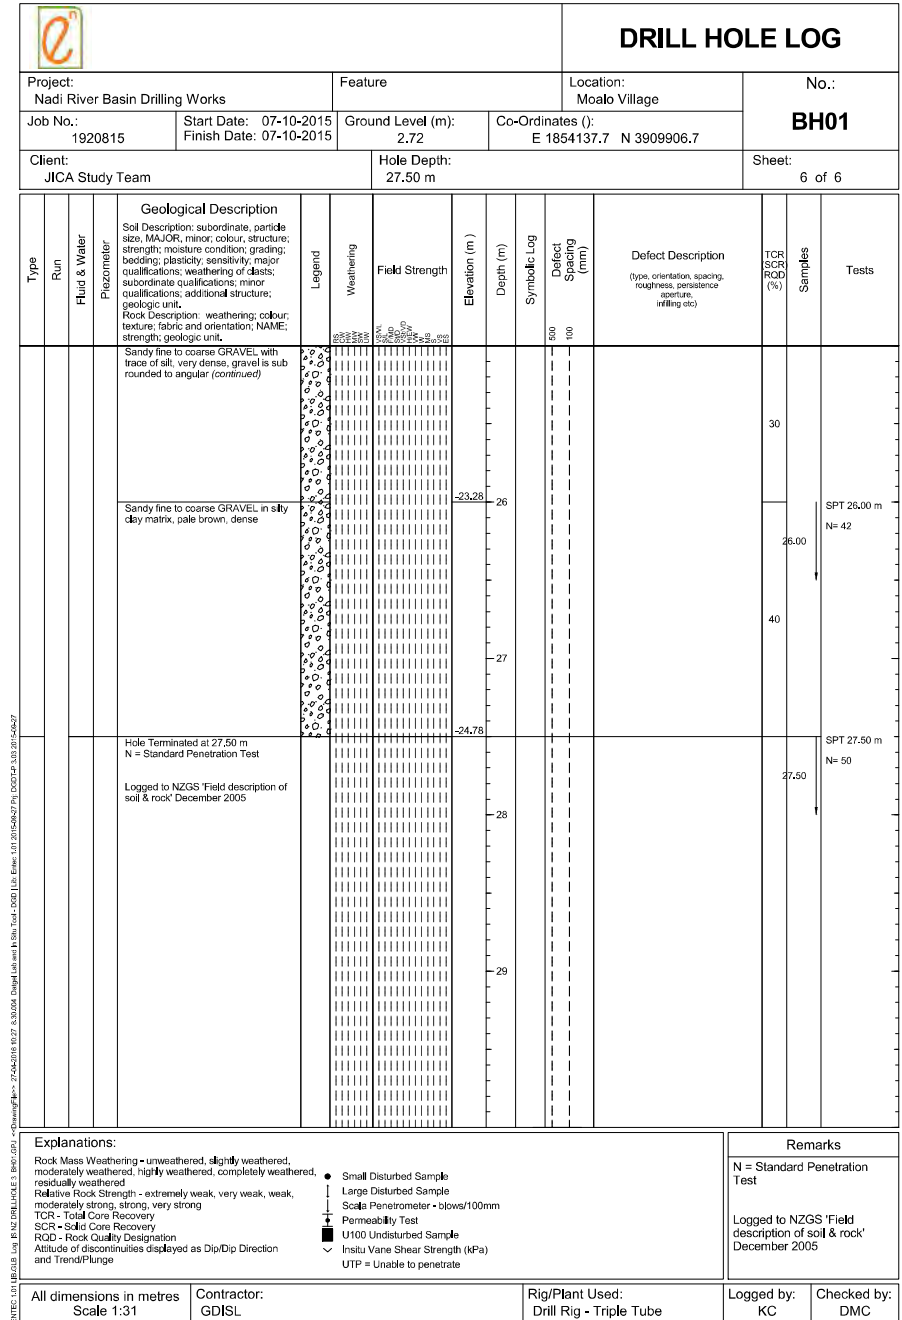 DRILL HOLE LOG
Project:
Nadi River Basin Drilling Works
Feature
Location:
Moalo Village
No.:
BH01
Job No.:
1920815
Start Date: 07-10-2015
Finish Date: 07-10-2015
Ground Level (m):
2.72
Co-Ordinates ():
E 1854137.7 N 3909906.7
Client:
JICA Study Team
Hole Depth:
27.50 m
Sheet:
6 of 6
Type
Run
Fluid & Water
Piezometer
Geological Description
Soil Description: subordinate, particle
size, MAJOR, minor; colour, structure;
strength; moisture condition; grading;
bedding; plasticity; sensitivity; major
qualifications; weathering of clasts;
subordinate qualifications; minor
qualifications; additional structure;
geologic unit.
Rock Description: weathering; colour;
texture; fabric and orientation; NAME;
strength; geologic unit.
Legend
Weathering
Field Strength
Elevation (m)
Depth (m)
Symbolic Log
Defect
Spacing
(mm)
500
100
Defect Description
(type, orientation, spacing,
roughness, persistence
aperture,
infilling etc)
TCR
(SCR)
RQD
(%)
Samples
Tests
Sandy fine to coarse GRAVEL with
trace of silt, very dense, gravel is sub
rounded to angular (continued)
30
-23.28
26
Sandy fine to coarse GRAVEL in silty
clay matrix, pale brown, dense
SPT 26.00 m
N= 42
26.00
40
27
-24.78
Hole Terminated at 27.50 m
N = Standard Penetration Test
Logged to NZGS 'Field description of
soil & rock' December 2005
SPT 27.50 m
N= 50
27.50
28
29
Explanations:
Rock Mass Weathering - unweathered, slightly weathered,
moderately weathered, highly weathered, completely weathered,
residually weathered
Relative Rock Strength - extremely weak, very weak, weak,
moderately strong, strong, very strong
TCR - Total Core Recovery
SCR - Solid Core Recovery
RQD - Rock Quality Designation
Attitude of discontinuities displayed as Dip/Dip Direction
and Trend/Plunge
Small Disturbed Sample
Large Disturbed Sample
Scala Penetrometer - blows/100mm
Permeability Test
U100 Undisturbed Sample
Insitu Vane Shear Strength (kPa)
UTP = Unable to penetrate
Remarks
N = Standard Penetration
Test
Logged to NZGS 'Field
description of soil & rock'
December 2005
All dimensions in metres
Scale 1:31
Contractor:
GDISL
Rig/Plant Used:
Drill Rig - Triple Tube
Logged by:
KC
Checked by:
DMC